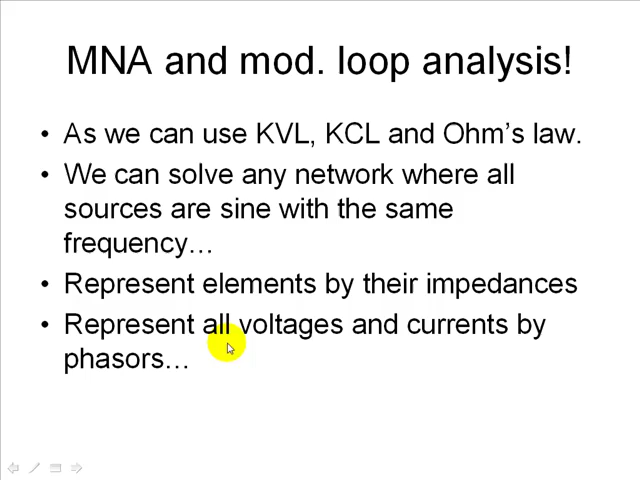 MNA and mod. loop analysis!
• As we can use KVL, KCL and Ohm's law.
• We can solve any network where all
sources are sine with the same
frequency...
• Represent elements by their impedances
• Represent all voltages and currents by
phasors...